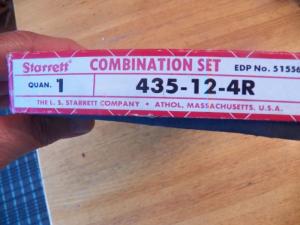 Starrett® COMBINATION SET EDP No. 51556
QUAN. 1 435-12-4R
THE L. S. STARRETT COMPANY • ATHOL, MASSACHUSETTS, U.S.A.